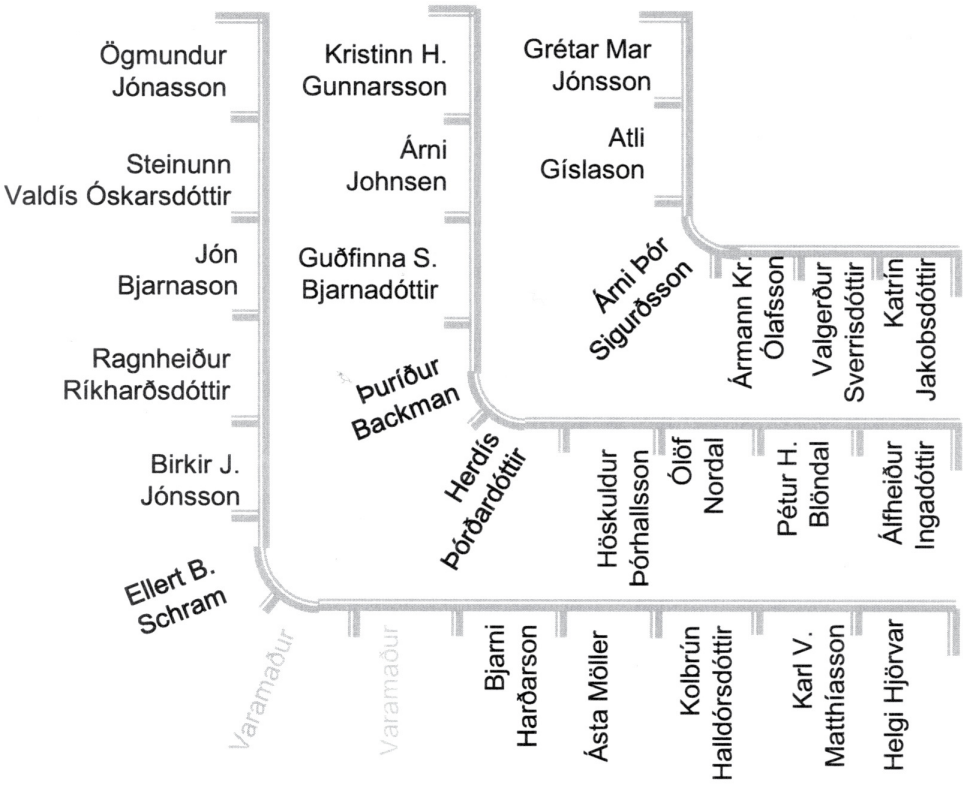 Ögmundur
Jónasson
Steinunn
Valdís Óskarsdóttir
Jón
Bjarnason
Ragnheiður
Ríkharðsdóttir
Birkir J.
Jónsson
Ellert B.
Schram
Varamaður
Varamaður
Bjarni
Harðarson
Ásta Möller
Kolbrún
Halldórsdóttir
Karl V.
Matthíasson
Helgi Hjörvar
Kristinn H.
Gunnarsson
Árni
Johnsen
Guðfinna S.
Bjarnadóttir
Þuríður
Backman
Herdís
Þórðardóttir
Höskuldur
Þórhallsson
Ólöf
Nordal
Pétur H.
Blöndal
Álfheiður
Ingadóttir
Grétar Mar
Jónsson
Atli
Gíslason
Árni Þór
Sigurðsson
Ármann Kr.
Ólafsson
Valgerður
Sverrisdóttir
Katrín
Jakobsdóttir